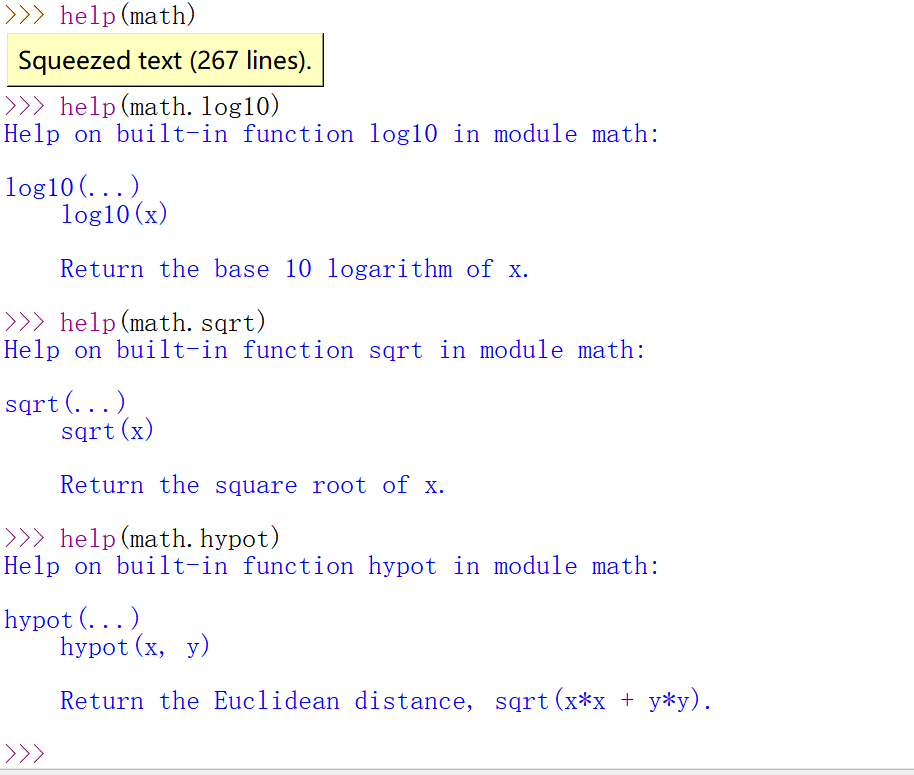 >>> help(math)
Squeezed text (267 lines).
>>> help(math.log10)
Help on built-in function log10 in module math:
log10(...)
log10(x)
Return the base 10 logarithm of x.
>>> help(math.sqrt)
Help on built-in function sqrt in module math:
sqrt(...)
sqrt(x)
Return the square root of x.
>>> help(math.hypot)
Help on built-in function hypot in module math:
hypot(...)
hypot(x, y)
Return the Euclidean distance, sqrt(x*x + y*y).
>>>